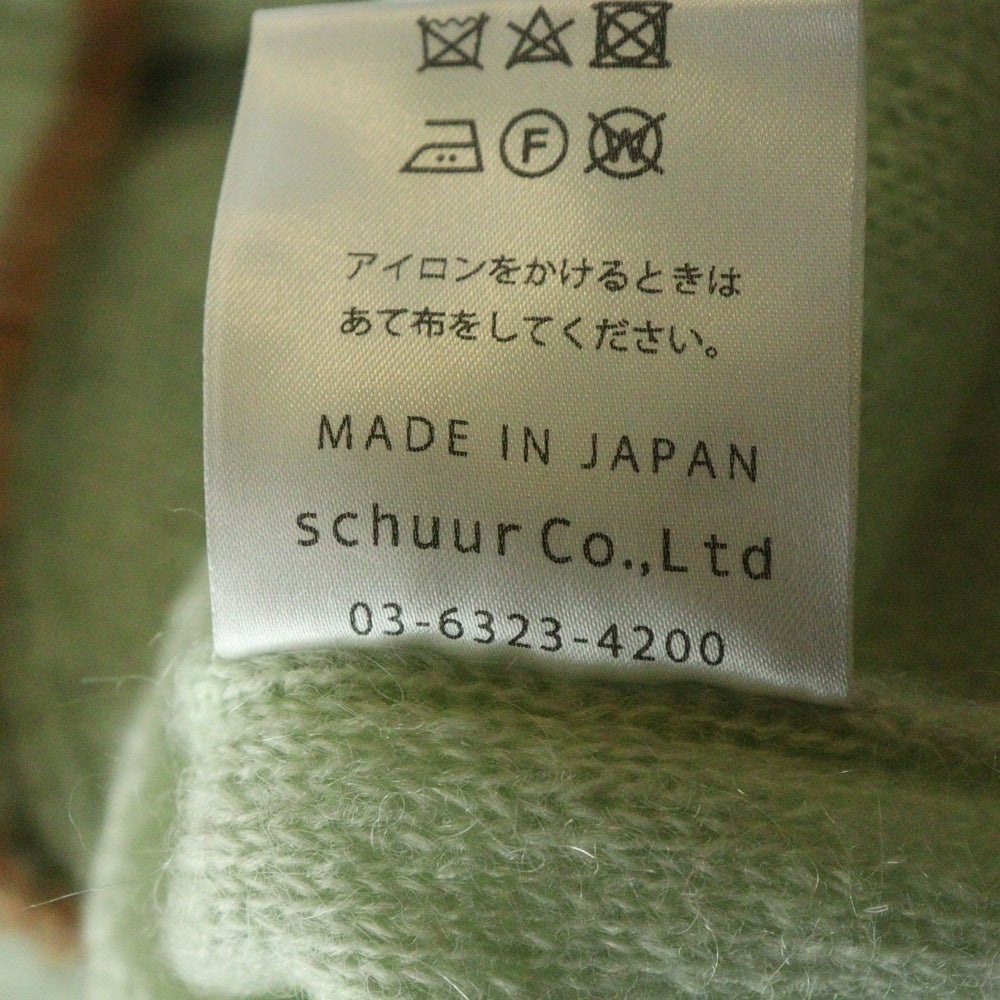 F W
アイロンをかけるときは
あて布をしてください。
MADE IN JAPAN
schuur Co.,Ltd
03-6323-4200